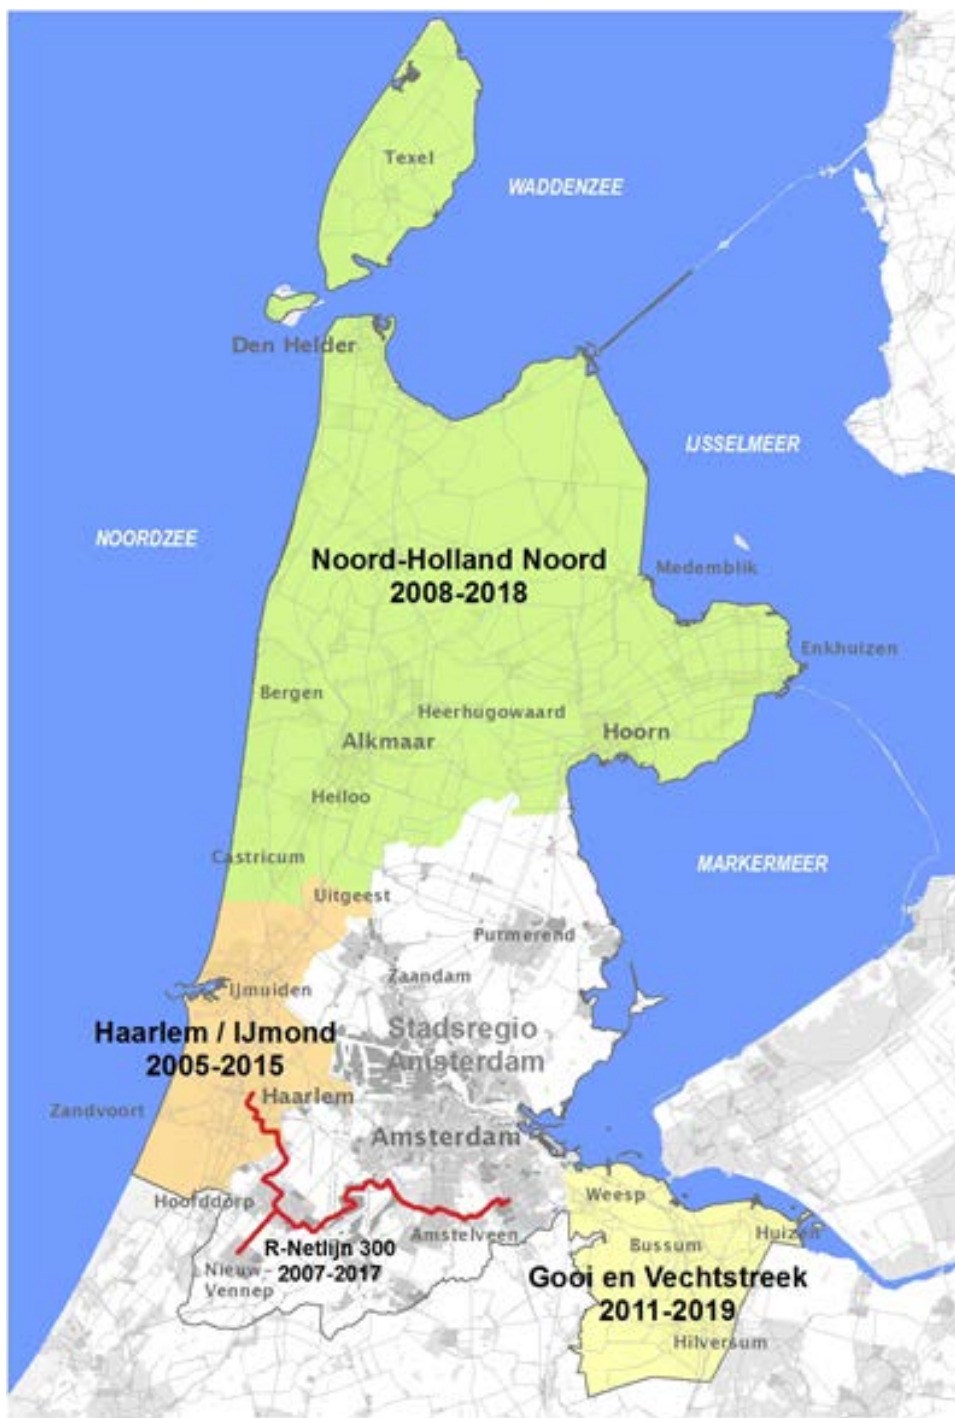 Texel
WADDENZEE
Den Helder
IJSSELMEER
NOORDZEE
Noord-Holland Noord
2008-2018
Medemblik
Enkhuizen
Bergen
Heerhugowaard
Alkmaar
Hoorn
Heiloo
Castricum
MARKERMEER
Uitgeest
Purmerend
Zaandam
IJmuiden
Haarlem / IJmond
2005-2015
Stadsregio
Amsterdam
Zandvoort
Haarlem
Amsterdam
Hoofddorp
Weesp
Amstelveen
Huizen
Bussum
R-Netlijn 300
2007-2017
Nieuw-
Vennep
Gooi en Vechtstreek
2011-2019
Hilversum